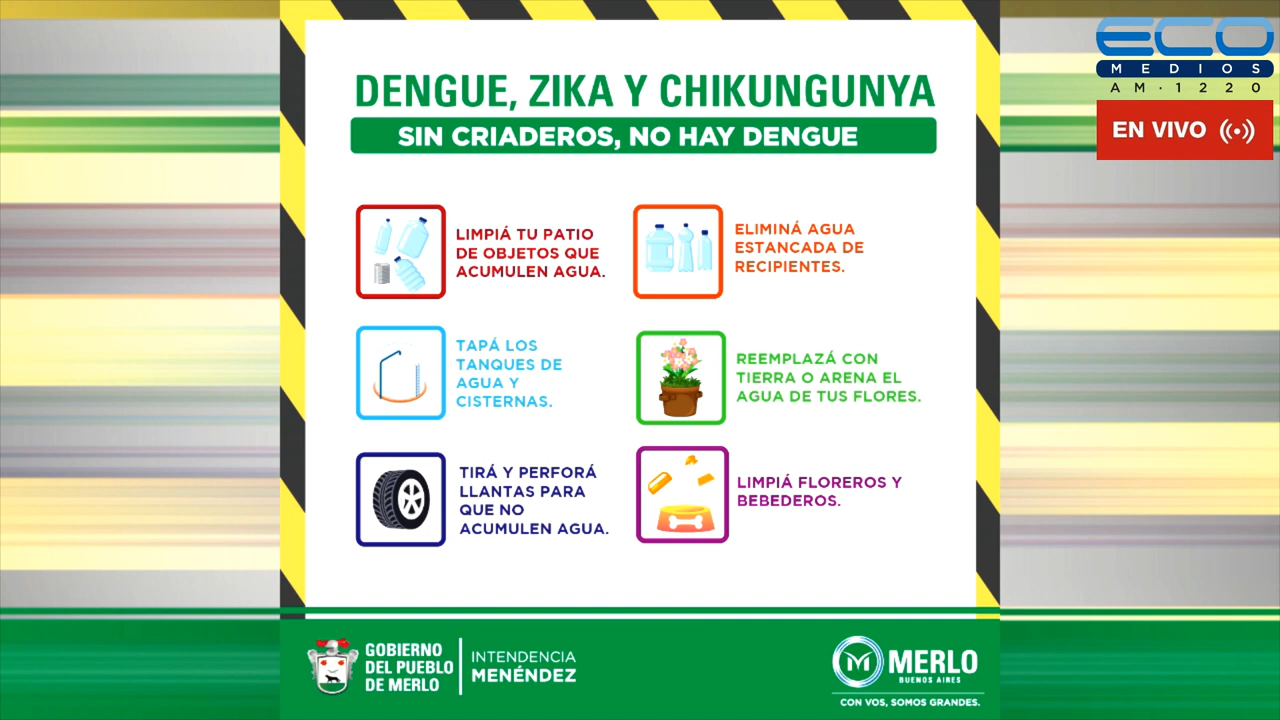 DENGUE, ZIKA Y CHIKUNGUNYA
SIN CRIADEROS, NO HAY DENGUE
LIMPIÁ TU PATIO
DE OBJETOS QUE
ACUMULEN AGUA.
ELIMINÁ AGUA
ESTANCADA DE
RECIPIENTES.
TAPÁ LOS
TANQUES DE
AGUA Y
CISTERNAS.
REEMPLAZÁ CON
TIERRA O ARENA EL
AGUA DE TUS FLORES.
TIRÁ Y PERFORÁ
LLANTAS PARA
QUE NO
ACUMULEN AGUA.
LIMPIÁ FLOREROS Y
BEBEDEROS.
GOBIERNO
DEL PUEBLO
DE MERLO
INTENDENCIA
MENÉNDEZ
MERLO
BUENOS AIRES
CON VOS, SOMOS GRANDES.
ECO
MEDIOS
AM·1220
EN VIVO